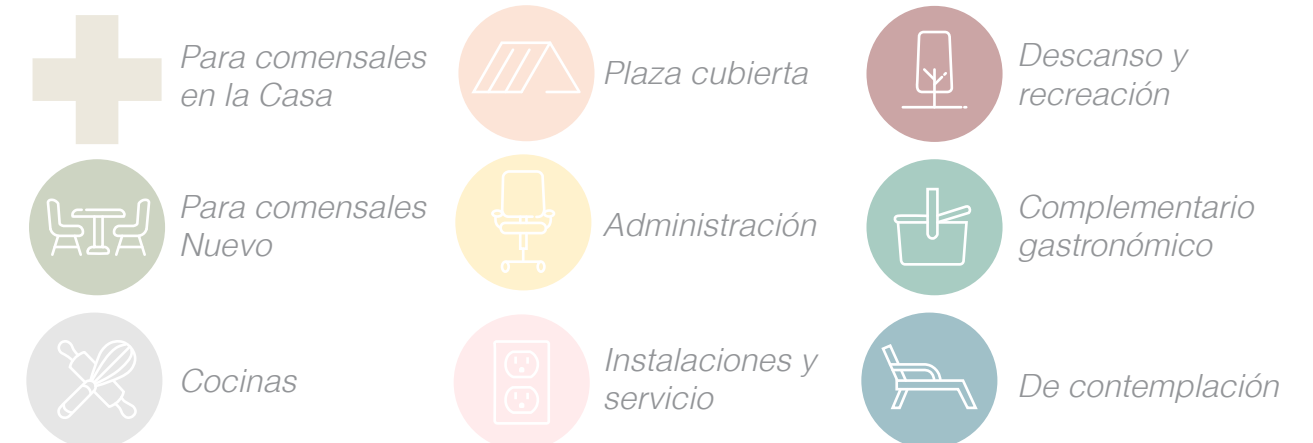 Para comensales
en la Casa
Plaza cubierta
Descanso y
recreación
Para comensales
Nuevo
Administración
Complementario
gastronómico
Cocinas
Instalaciones y
servicio
De contemplación